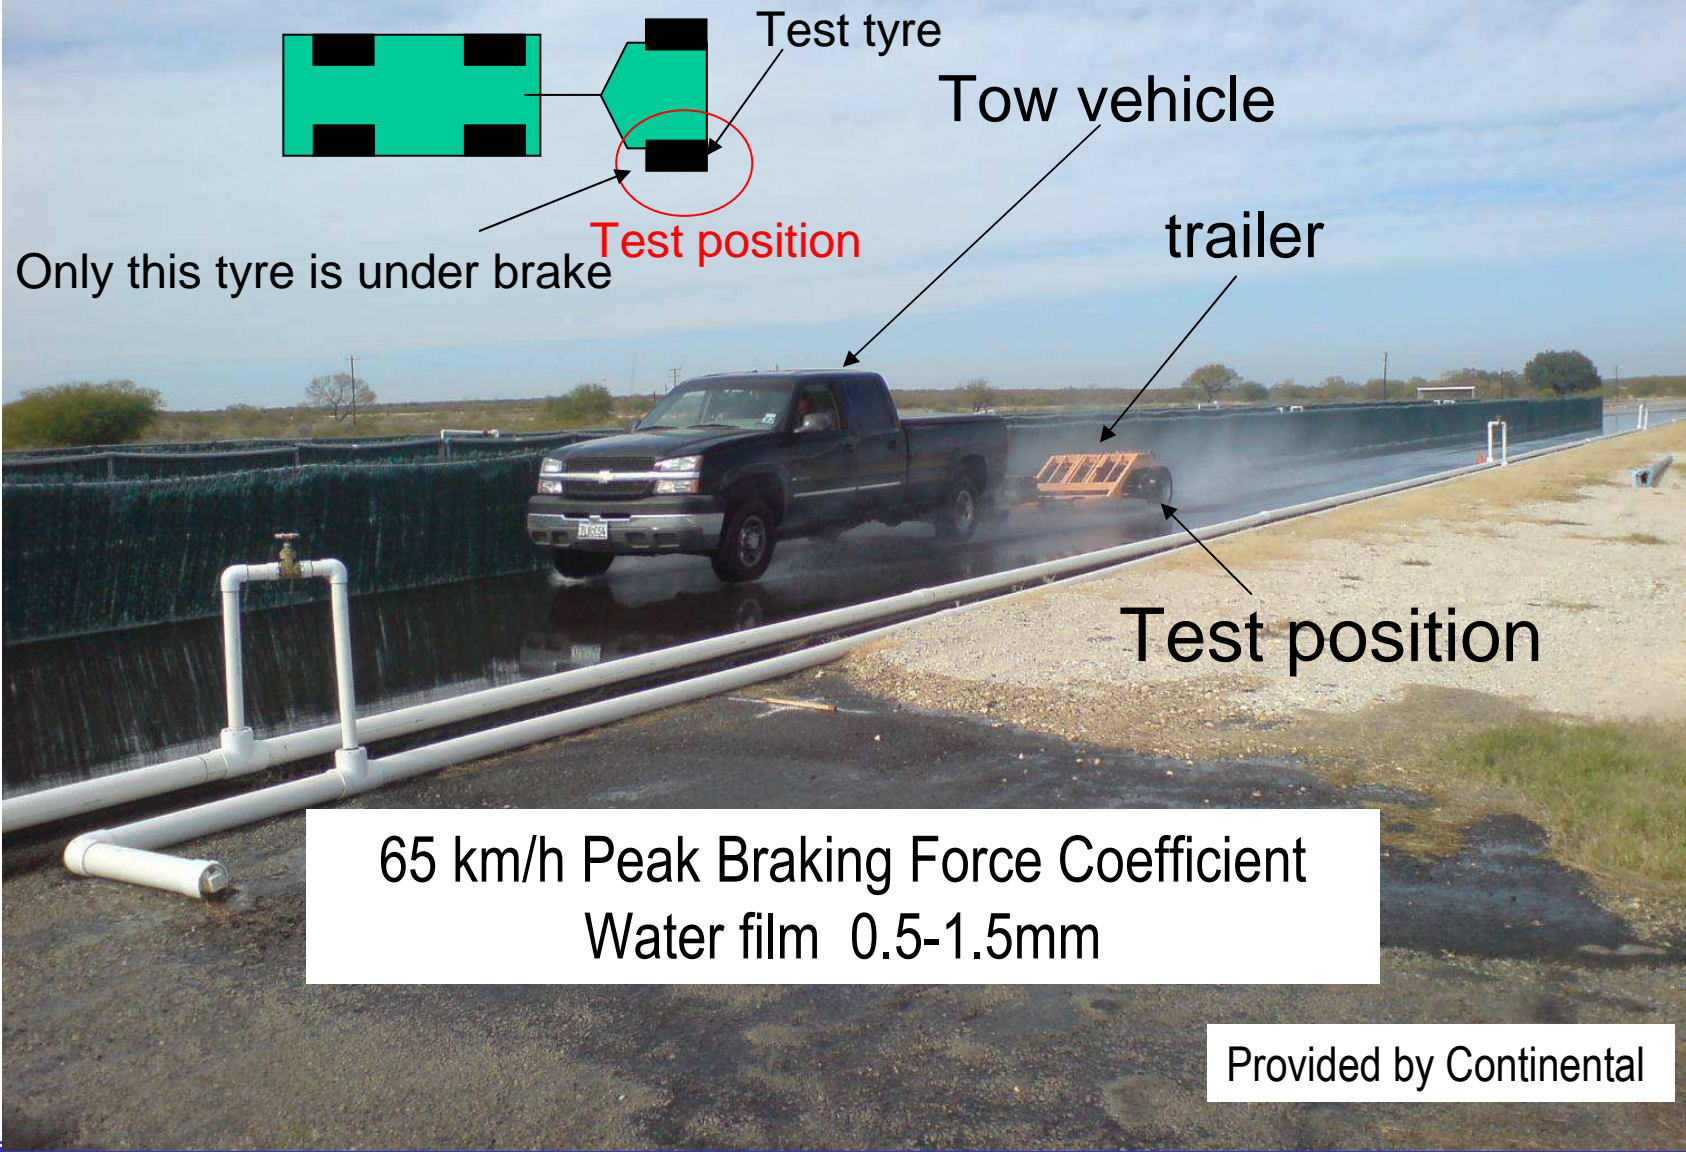 Test tyre
Tow vehicle
Test position
trailer
Only this tyre is under brake
Test position
65 km/h Peak Braking Force Coefficient
Water film 0.5-1.5mm
Provided by Continental